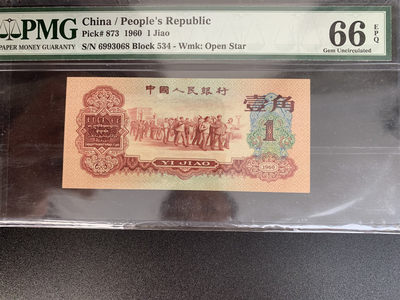 PMG
PAPER MONEY GUARANTY
China / People's Republic
Pick# 873 1960 1 Jiao
S/N 6993068 Block 534 - Wmk: Open Star
66 EPQ
Gem Uncirculated
中國人民銀行
壹角
1
YI JIAO
1960